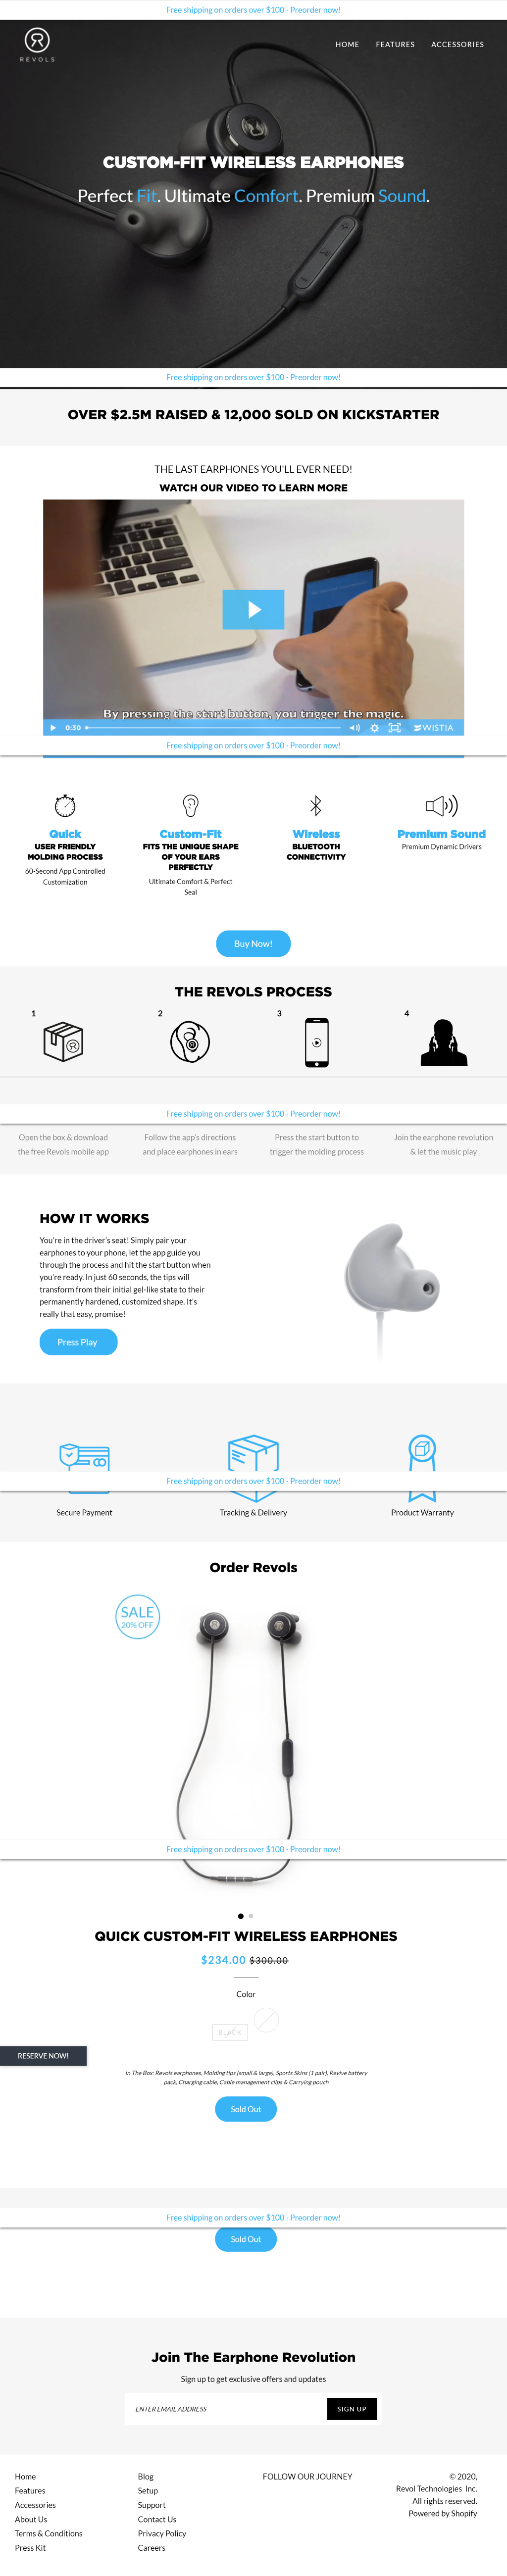 Free shipping on orders over $100 - Preorder now!
REVOLS
HOME FEATURES ACCESSORIES
CUSTOM-FIT WIRELESS EARPHONES
Perfect Fit. Ultimate Comfort. Premium Sound.
Free shipping on orders over $100 - Preorder now!
OVER $2.5M RAISED & 12,000 SOLD ON KICKSTARTER
THE LAST EARPHONES YOU'LL EVER NEED!
WATCH OUR VIDEO TO LEARN MORE
By pressing the start button, you trigger the magic.
0:30 WISTIA
Free shipping on orders over $100 - Preorder now!
Quick
USER FRIENDLY
MOLDING PROCESS
60-Second App Controlled
Customization
Custom-Fit
FITS THE UNIQUE SHAPE
OF YOUR EARS
PERFECTLY
Ultimate Comfort & Perfect
Seal
Wireless
BLUETOOTH
CONNECTIVITY
Premium Sound
Premium Dynamic Drivers
Buy Now!
THE REVOLS PROCESS
1
2
3
4
Free shipping on orders over $100 - Preorder now!
Open the box & download
the free Revols mobile app
Follow the app's directions
and place earphones in ears
Press the start button to
trigger the molding process
Join the earphone revolution
& let the music play
HOW IT WORKS
You're in the driver's seat! Simply pair your
earphones to your phone, let the app guide you
through the process and hit the start button when
you're ready. In just 60 seconds, the tips will
transform from their initial gel-like state to their
permanently hardened, customized shape. It's
really that easy, promise!
Press Play
Free shipping on orders over $100 - Preorder now!
Secure Payment
Tracking & Delivery
Product Warranty
Order Revols
SALE
20% OFF
Free shipping on orders over $100 - Preorder now!
QUICK CUSTOM-FIT WIRELESS EARPHONES
$234.00 $300.00
Color
BLACK
RESERVE NOW!
In The Box: Revols earphones, Molding tips (small & large), Sports Skins (1 pair), Revive battery
pack, Charging cable, Cable management clips & Carrying pouch
Sold Out
Free shipping on orders over $100 - Preorder now!
Sold Out
Join The Earphone Revolution
Sign up to get exclusive offers and updates
ENTER EMAIL ADDRESS
SIGN UP
Home
Features
Accessories
About Us
Terms & Conditions
Press Kit
Blog
Setup
Support
Contact Us
Privacy Policy
Careers
FOLLOW OUR JOURNEY
© 2020,
Revol Technologies Inc.
All rights reserved.
Powered by Shopify